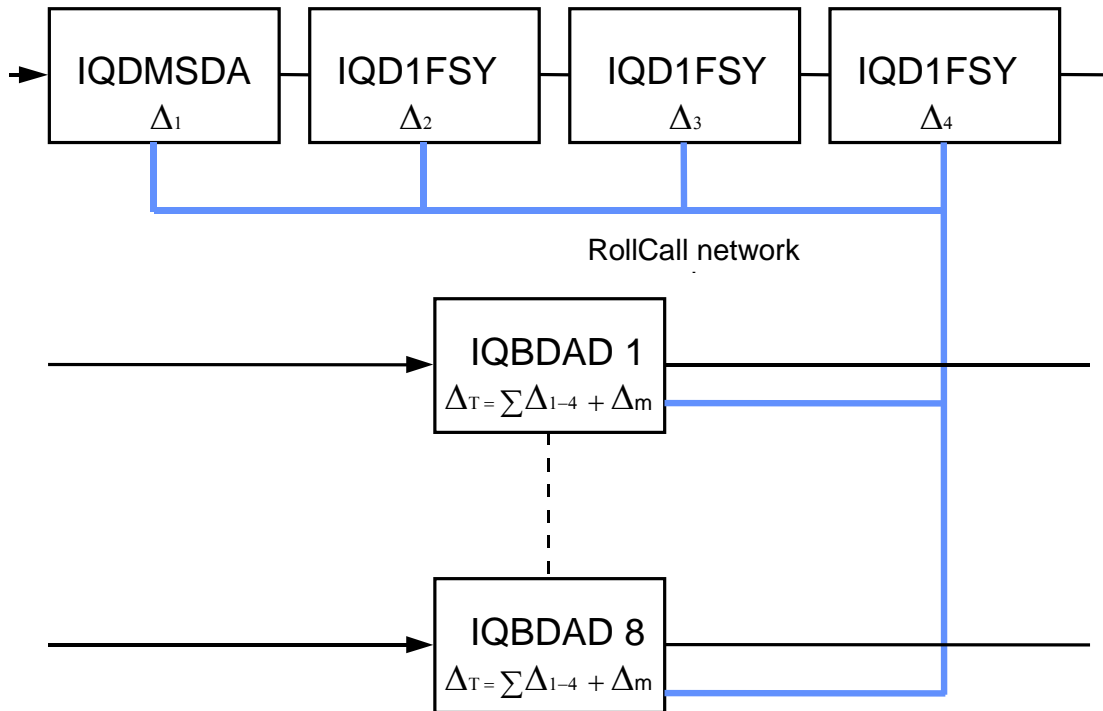 IQDMSDA
Δ1
IQD1FSY
Δ2
IQD1FSY
Δ3
IQD1FSY
Δ4
RollCall network
IQBDAD 1
ΔT = ∑Δ1–4 + Δm
IQBDAD 8
ΔT = ∑Δ1–4 + Δm